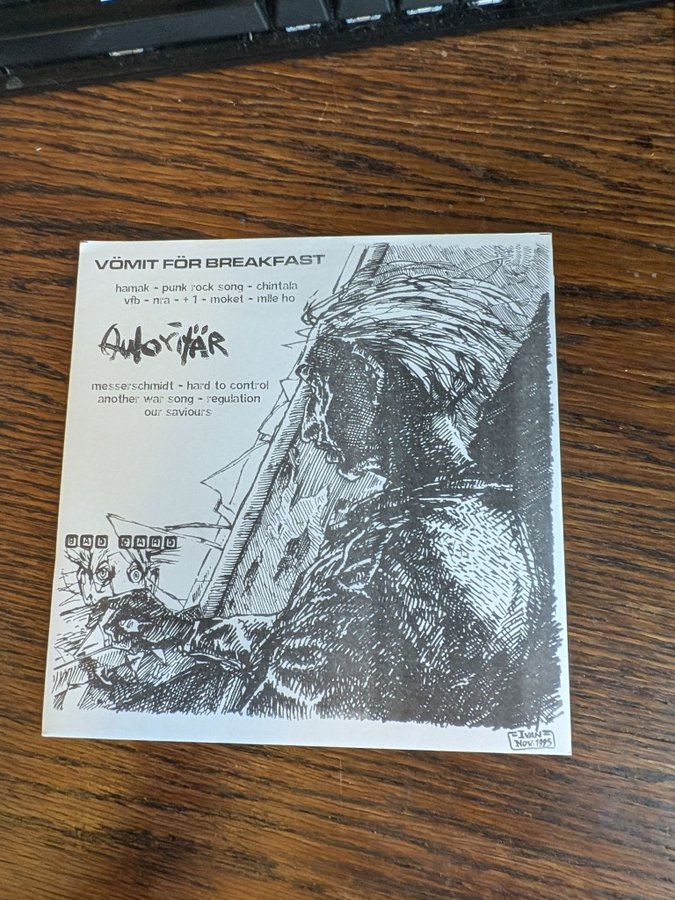 VÖMIT FÖR BREAKFAST
hamak - punk rock song - chintala
vfb - nra - + 1 - moket - mile ho
AUTORITÄR
messerschmidt - hard to control
another war song - regulation
our saviours
BAD CARD
=IVAN=
NOV. 1995